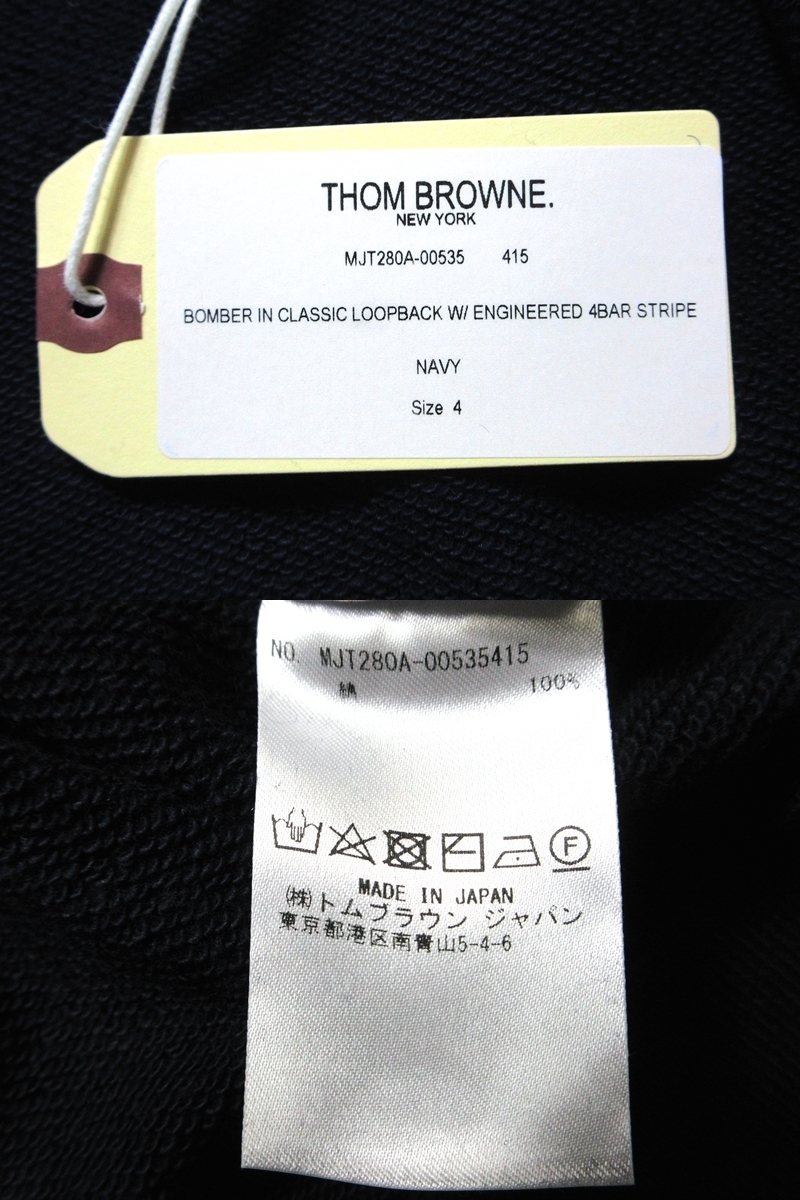 THOM BROWNE.
NEW YORK
MJT280A-00535 415
BOMBER IN CLASSIC LOOPBACK W/ ENGINEERED 4BAR STRIPE
NAVY
Size 4
NO. MJT280A-00535415
綿 100%
F
MADE IN JAPAN
㈱トムブラウン ジャパン
東京都港区南青山5-4-6